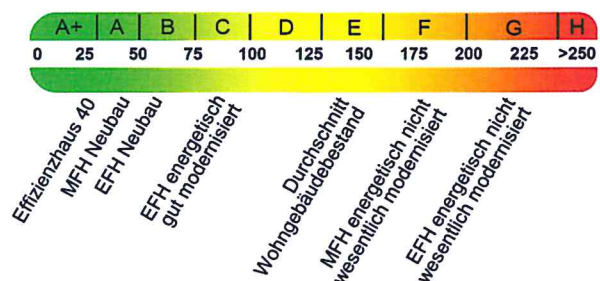 A+ A B C D E F G H
0 25 50 75 100 125 150 175 200 225 >250
Effizienzhaus 40
MFH Neubau
EFH Neubau
EFH energetisch
gut modernisiert
Durchschnitt
Wohngebäudebestand
MFH energetisch nicht
wesentlich modernisiert
EFH energetisch nicht
wesentlich modernisiert